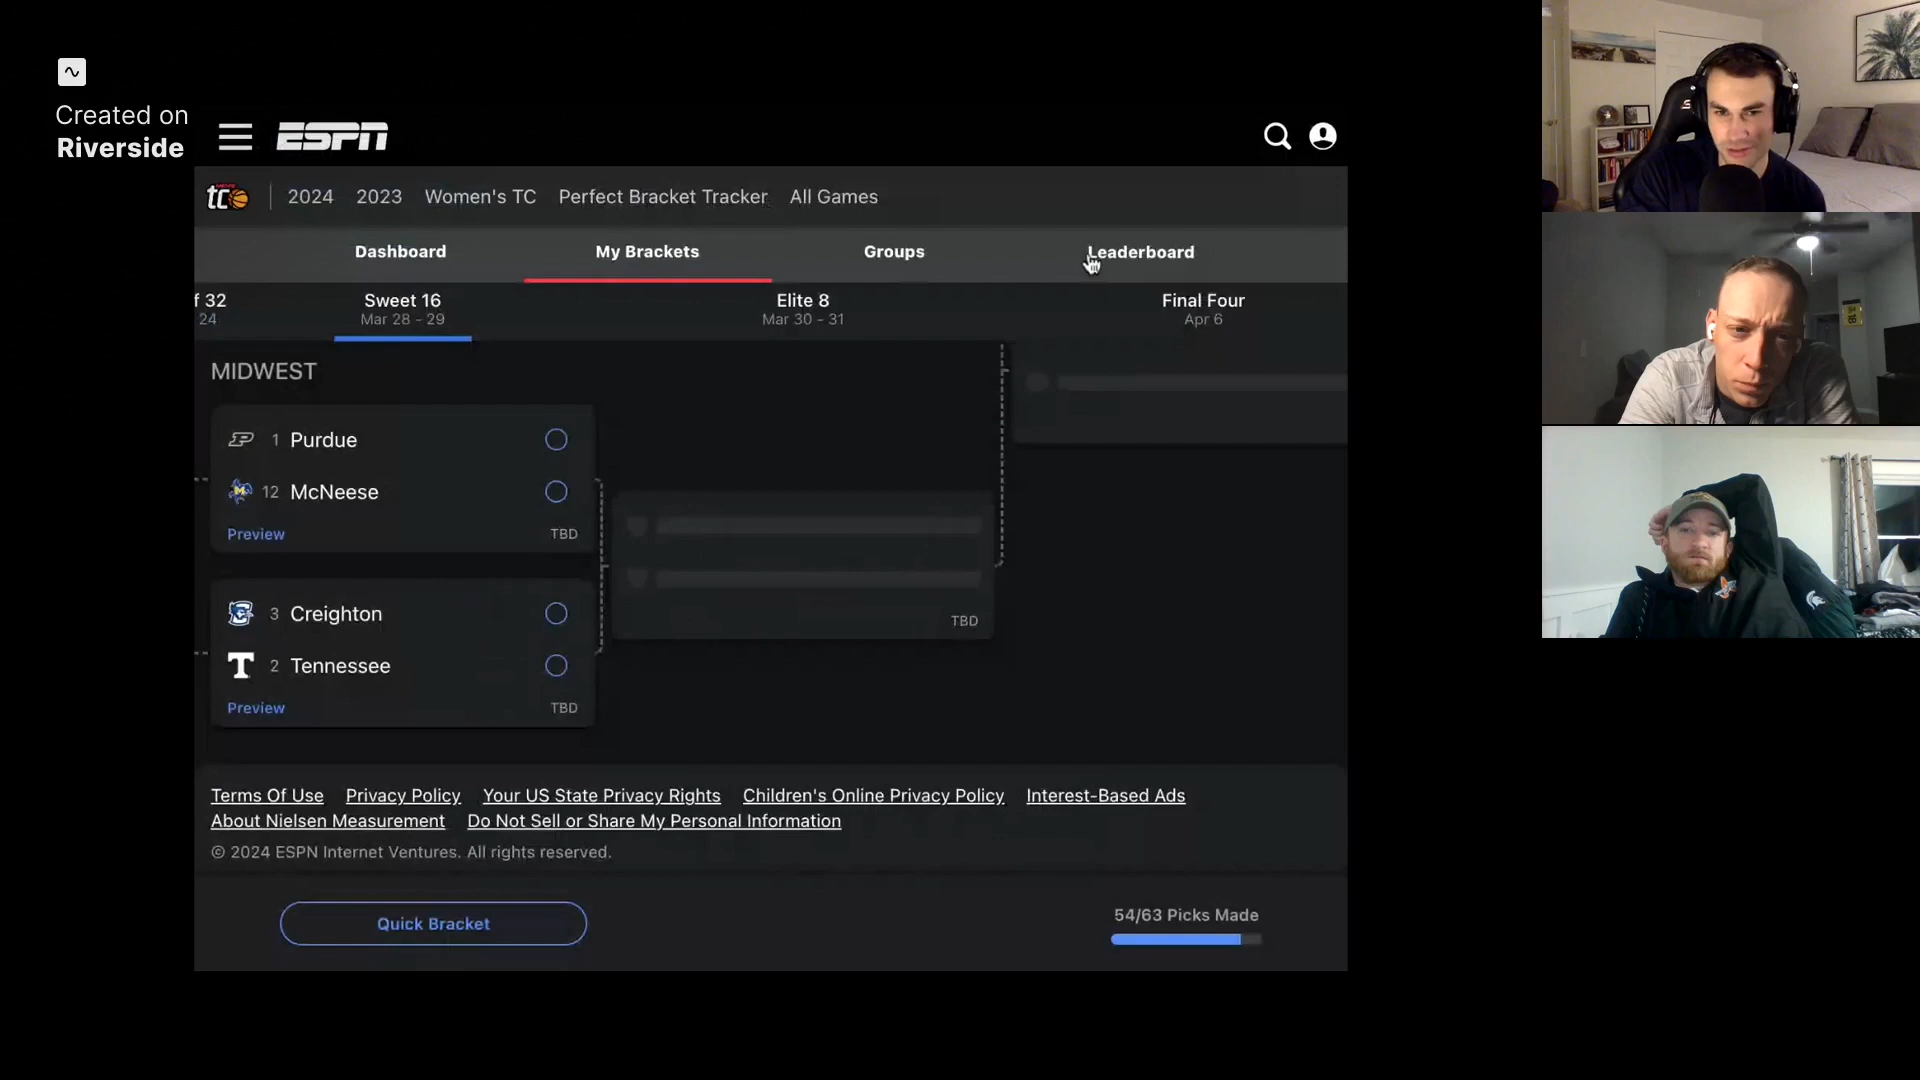 Created on
Riverside
ESPN
tc 2024 2023 Women's TC Perfect Bracket Tracker All Games
Dashboard My Brackets Groups Leaderboard
f 32 Sweet 16 Elite 8 Final Four
24 Mar 28 - 29 Mar 30 - 31 Apr 6
MIDWEST
1 Purdue
12 McNeese
Preview TBD
3 Creighton
TBD
T 2 Tennessee
Preview TBD
Terms Of Use Privacy Policy Your US State Privacy Rights Children's Online Privacy Policy Interest-Based Ads
About Nielsen Measurement Do Not Sell or Share My Personal Information
© 2024 ESPN Internet Ventures. All rights reserved.
Quick Bracket 54/63 Picks Made